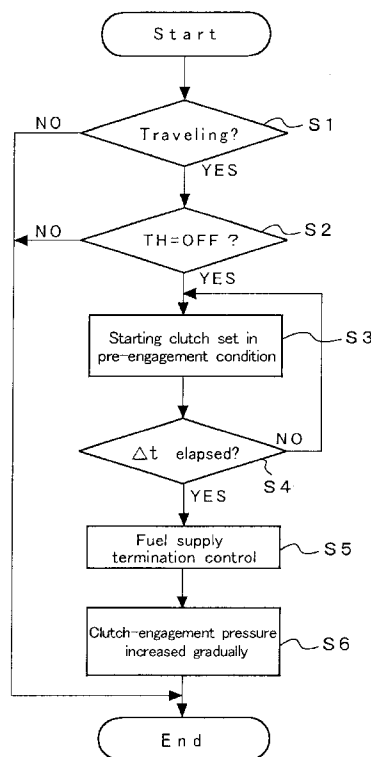 Start
NO
Traveling?
S1
YES
NO
TH=OFF ?
S2
YES
Starting clutch set in
pre-engagement condition
S3
Δt elapsed?
NO
S4
YES
Fuel supply
termination control
S5
Clutch-engagement pressure
increased gradually
S6
End